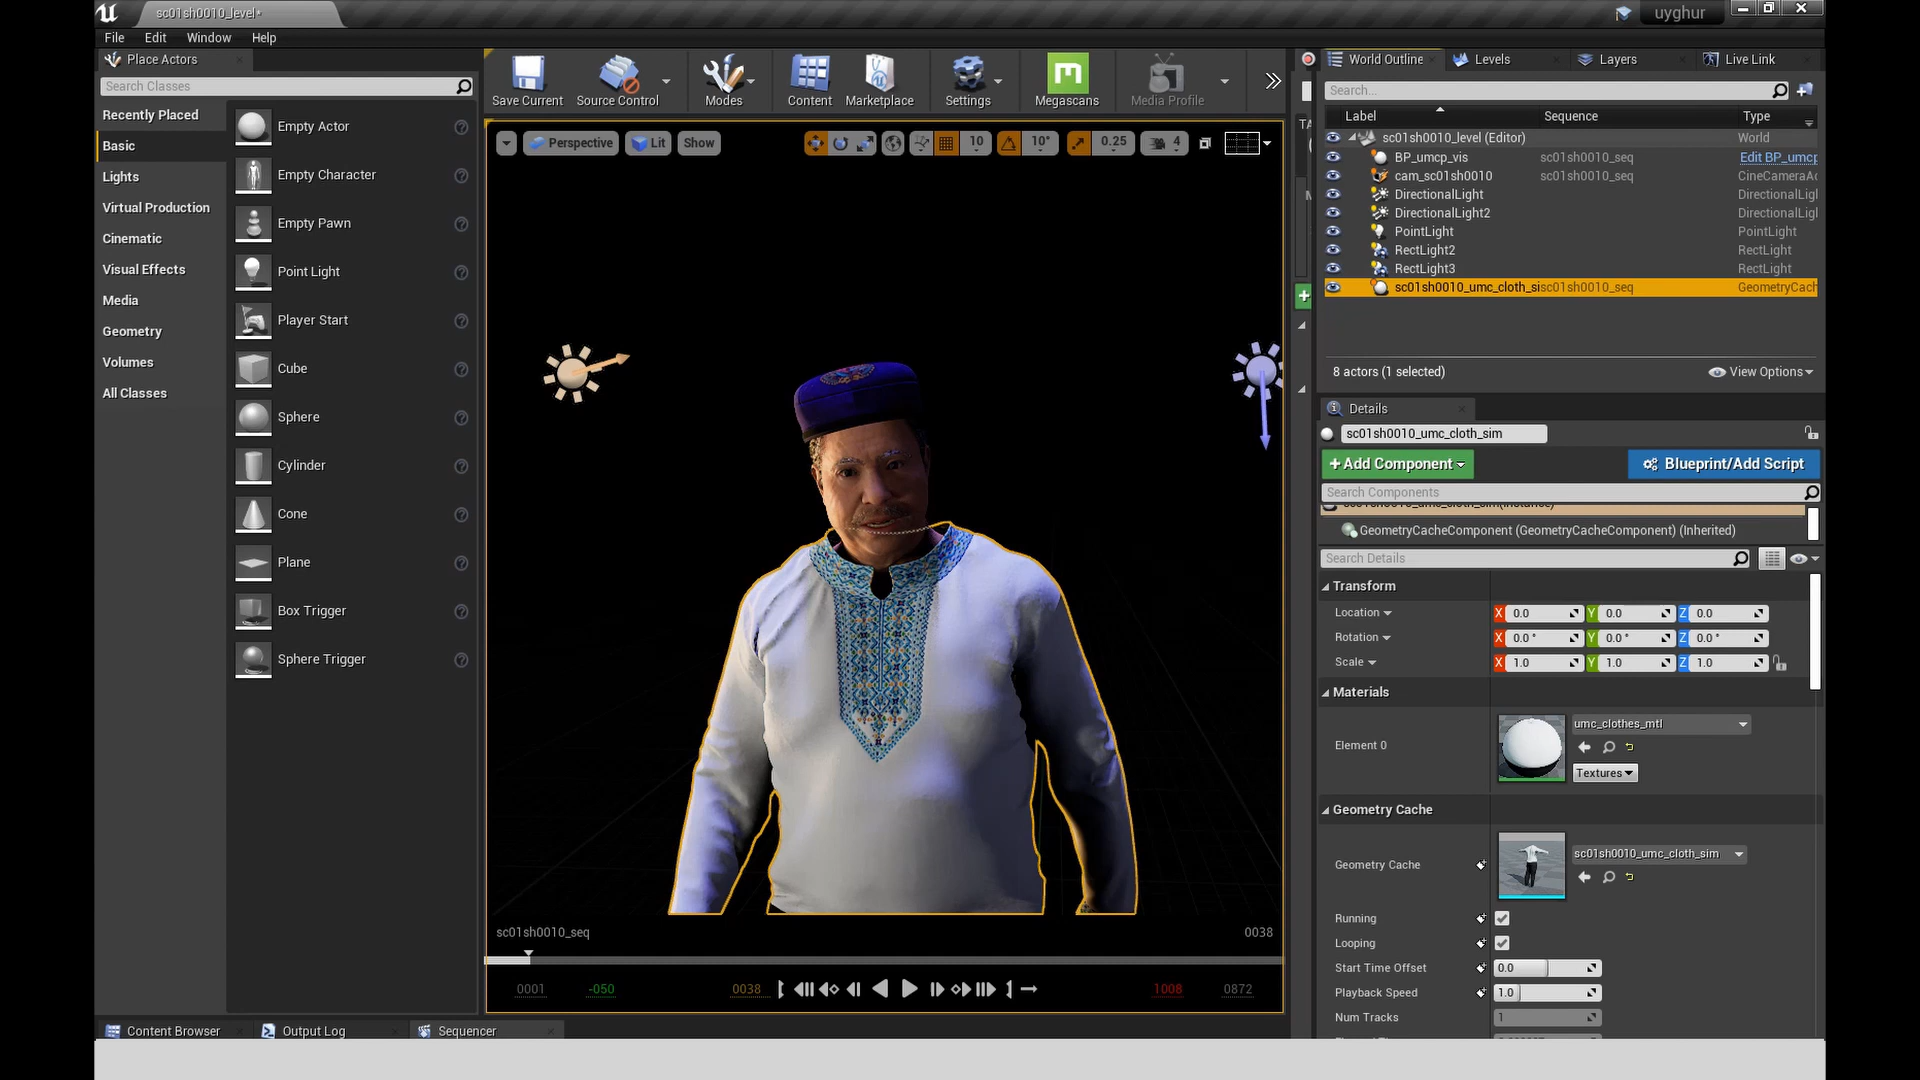 sc01sh0010_level*
uyghur
File Edit Window Help
Place Actors
Search Classes
Recently Placed
Basic
Lights
Virtual Production
Cinematic
Visual Effects
Media
Geometry
Volumes
All Classes
Empty Actor
Empty Character
Empty Pawn
Point Light
Player Start
Cube
Sphere
Cylinder
Cone
Plane
Box Trigger
Sphere Trigger
Save Current Source Control Modes Content Marketplace Settings Megascans Media Profile
Perspective Lit Show 10 10° 0.25 4
sc01sh0010_seq 0038
0001 -050 0038 1008 0872
Content Browser Output Log Sequencer
World Outline Levels Layers Live Link
Search...
Label Sequence Type
sc01sh0010_level (Editor) World
BP_umcp_vis sc01sh0010_seq Edit BP_umcp
cam_sc01sh0010 sc01sh0010_seq CineCameraAc
DirectionalLight DirectionalLigh
DirectionalLight2 DirectionalLigh
PointLight PointLight
RectLight2 RectLight
RectLight3 RectLight
sc01sh0010_umc_cloth_si sc01sh0010_seq GeometryCach
8 actors (1 selected) View Options
Details
sc01sh0010_umc_cloth_sim
+Add Component Blueprint/Add Script
Search Components
GeometryCacheComponent (GeometryCacheComponent) (Inherited)
Search Details
Transform
Location X 0.0 Y 0.0 Z 0.0
Rotation X 0.0 ° Y 0.0 ° Z 0.0 °
Scale X 1.0 Y 1.0 Z 1.0
Materials
Element 0
umc_clothes_mtl
Textures
Geometry Cache
Geometry Cache sc01sh0010_umc_cloth_sim
Running
Looping
Start Time Offset 0.0
Playback Speed 1.0
Num Tracks 1